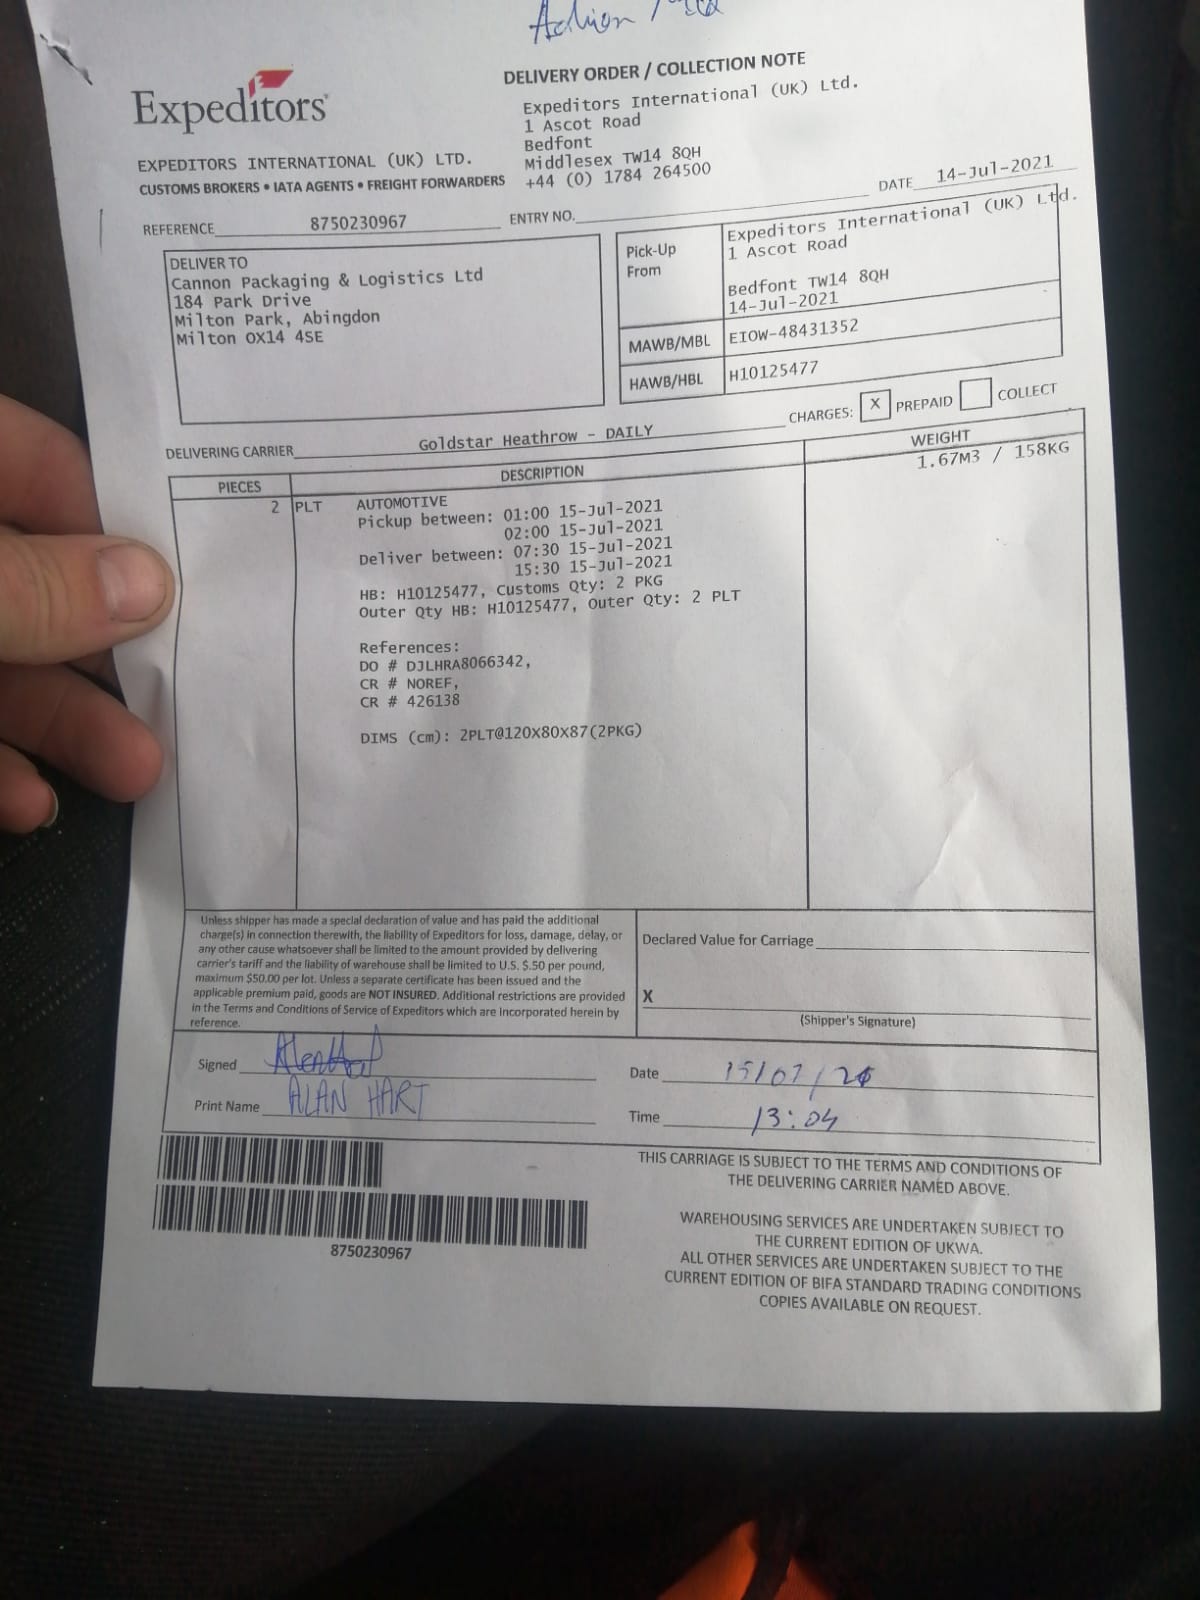 Adrian
DELIVERY ORDER / COLLECTION NOTE
Expeditors
Expeditors International (UK) Ltd.
1 Ascot Road
Bedfont
Middlesex TW14 8QH
+44 (0) 1784 264500
EXPEDITORS INTERNATIONAL (UK) LTD.
CUSTOMS BROKERS • IATA AGENTS • FREIGHT FORWARDERS
DATE 14-Jul-2021
REFERENCE 8750230967 ENTRY NO.
DELIVER TO
Cannon Packaging & Logistics Ltd
184 Park Drive
Milton Park, Abingdon
Milton OX14 4SE
Pick-Up From
Expeditors International (UK) Ltd.
1 Ascot Road
Bedfont TW14 8QH
14-Jul-2021
MAWB/MBL EIOW-48431352
HAWB/HBL H10125477
CHARGES: X PREPAID COLLECT
DELIVERING CARRIER Goldstar Heathrow - DAILY
PIECES DESCRIPTION WEIGHT
2 PLT AUTOMOTIVE 1.67M3 / 158KG
Pickup between: 01:00 15-Jul-2021
02:00 15-Jul-2021
Deliver between: 07:30 15-Jul-2021
15:30 15-Jul-2021
HB: H10125477, Customs Qty: 2 PKG
Outer Qty HB: H10125477, Outer Qty: 2 PLT
References:
DO # DJLHRA8066342,
CR # NOREF,
CR # 426138
DIMS (cm): 2PLT@120X80X87(2PKG)
Unless shipper has made a special declaration of value and has paid the additional
charge(s) in connection therewith, the liability of Expeditors for loss, damage, delay, or
any other cause whatsoever shall be limited to the amount provided by delivering
carrier's tariff and the liability of warehouse shall be limited to U.S. $.50 per pound,
maximum $50.00 per lot. Unless a separate certificate has been issued and the
applicable premium paid, goods are NOT INSURED. Additional restrictions are provided
in the Terms and Conditions of Service of Expeditors which are incorporated herein by
reference.
Declared Value for Carriage
X
(Shipper's Signature)
Signed
Print Name ALAN HART
Date 15/07/21
Time 13:04
8750230967
THIS CARRIAGE IS SUBJECT TO THE TERMS AND CONDITIONS OF
THE DELIVERING CARRIER NAMED ABOVE.
WAREHOUSING SERVICES ARE UNDERTAKEN SUBJECT TO
THE CURRENT EDITION OF UKWA.
ALL OTHER SERVICES ARE UNDERTAKEN SUBJECT TO THE
CURRENT EDITION OF BIFA STANDARD TRADING CONDITIONS
COPIES AVAILABLE ON REQUEST.